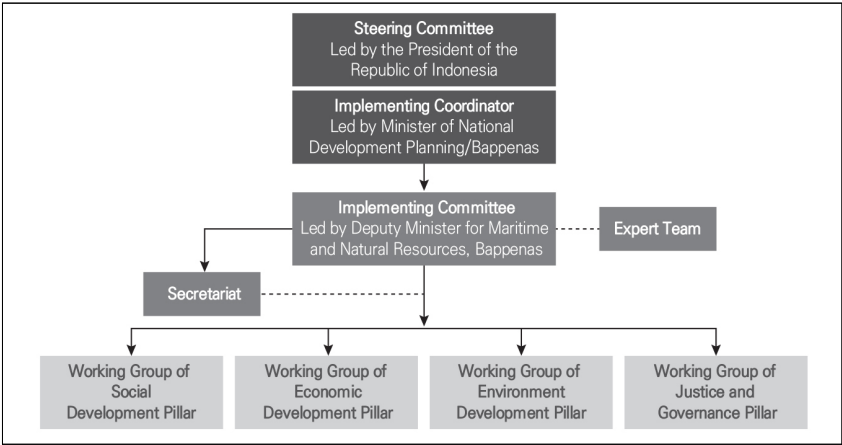 Steering Committee
Led by the President of the
Republic of Indonesia
Implementing Coordinator
Led by Minister of National
Development Planning/Bappenas
Implementing Committee
Led by Deputy Minister for Maritime
and Natural Resources, Bappenas
Expert Team
Secretariat
Working Group of
Social
Development Pillar
Working Group of
Economic
Development Pillar
Working Group of
Environment
Development Pillar
Working Group of
Justice and
Governance Pillar